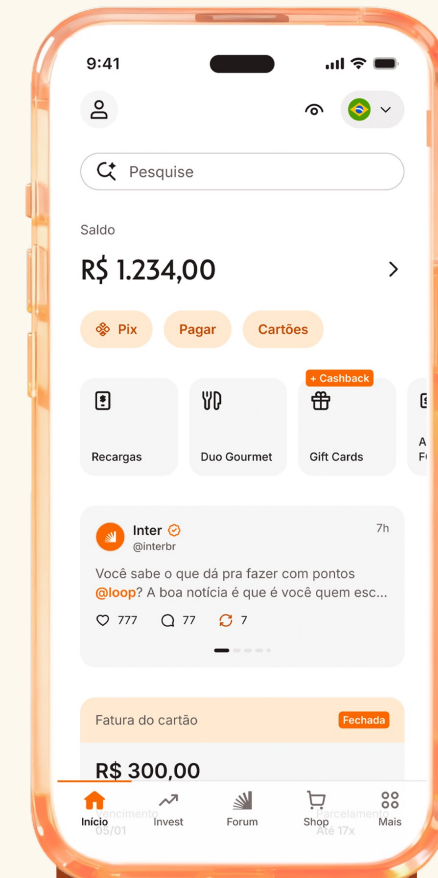 9:41
Pesquise
Saldo
R$ 1.234,00
Pix Pagar Cartões
+ Cashback
Recargas Duo Gourmet Gift Cards
Inter 7h
@interbr
Você sabe o que dá pra fazer com pontos
@loop? A boa notícia é que é você quem esc...
777 77 7
Fatura do cartão Fechada
R$ 300,00
Vencimento Parcelamento
05/01 Até 17x
Início Invest Forum Shop Mais